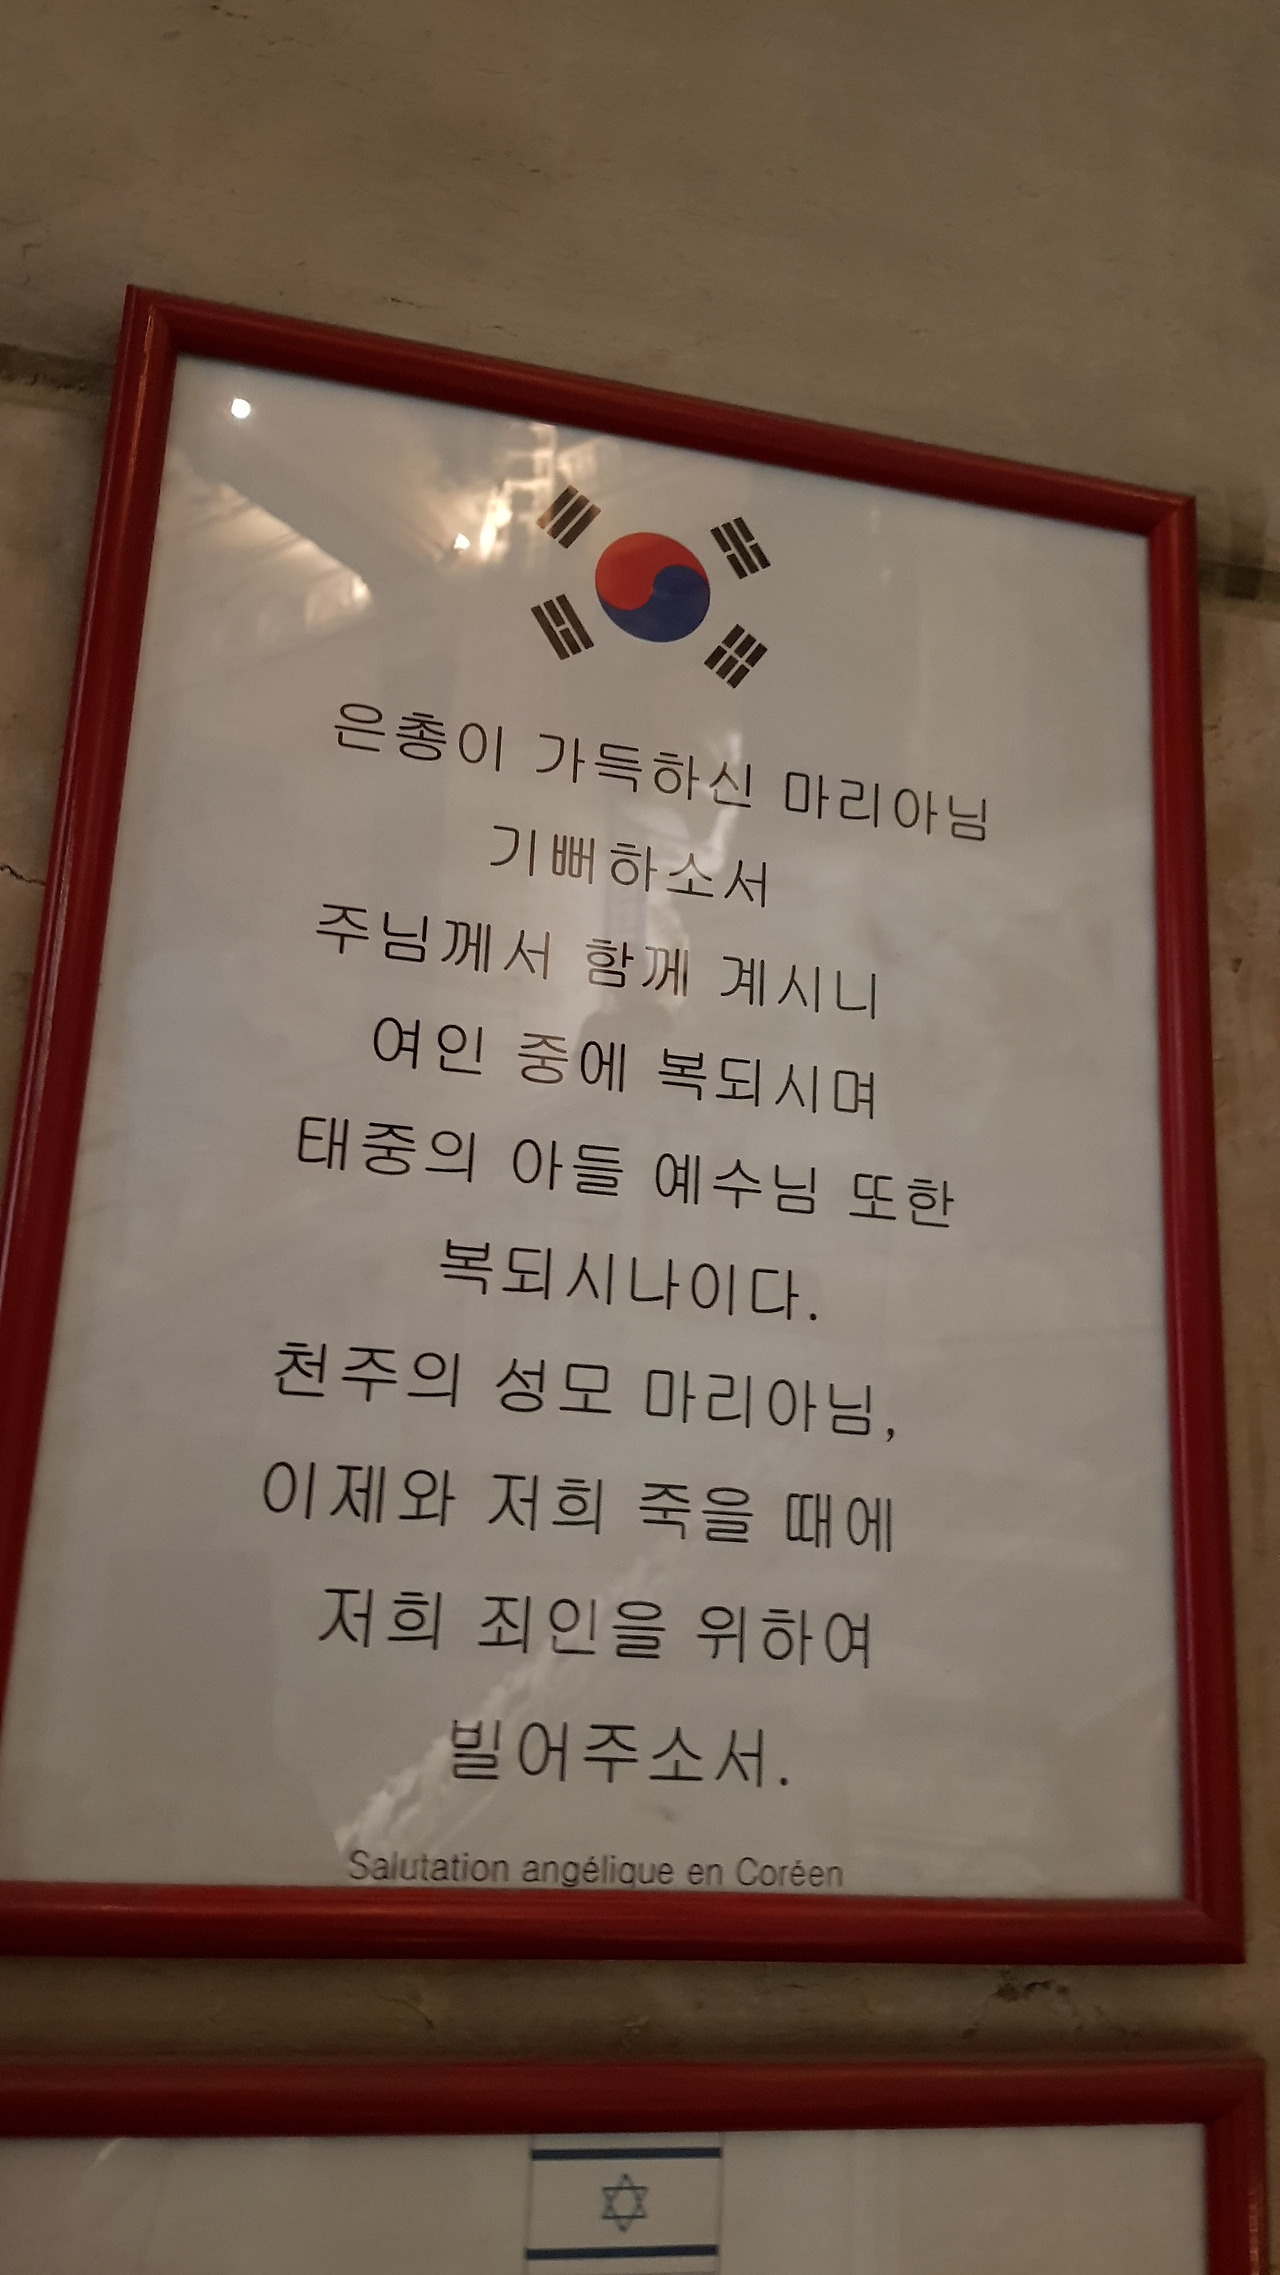 은총이 가득하신 마리아님
기뻐하소서
주님께서 함께 계시니
여인 중에 복되시며
태중의 아들 예수님 또한
복되시나이다.
천주의 성모 마리아님,
이제와 저희 죽을 때에
저희 죄인을 위하여
빌어주소서.
Salutation angélique en Coréen